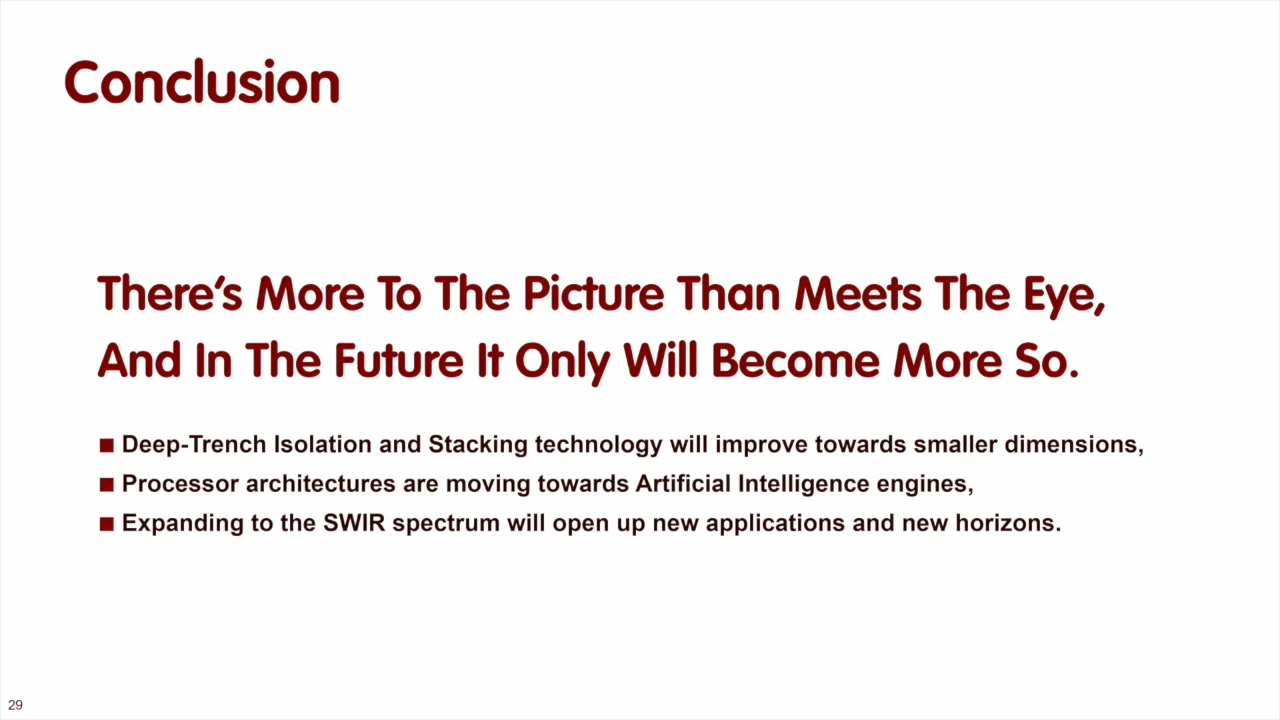 Conclusion
There's More To The Picture Than Meets The Eye,
And In The Future It Only Will Become More So.
■ Deep-Trench Isolation and Stacking technology will improve towards smaller dimensions,
■ Processor architectures are moving towards Artificial Intelligence engines,
■ Expanding to the SWIR spectrum will open up new applications and new horizons.
29